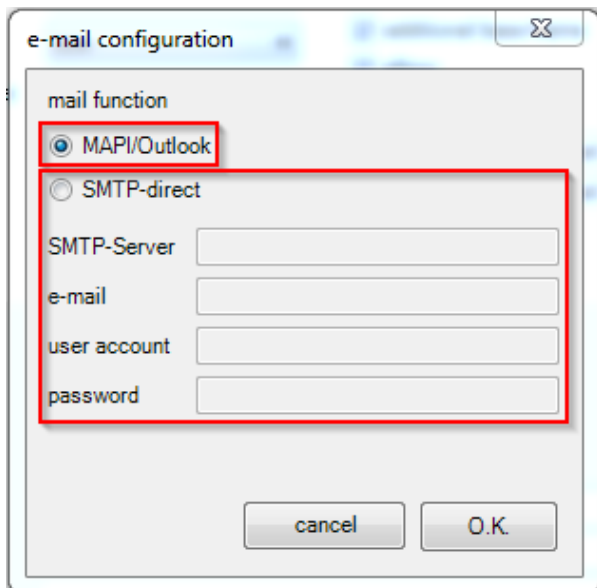 e-mail configuration
mail function
MAPI/Outlook
SMTP-direct
SMTP-Server
e-mail
user account
password
cancel
O.K.